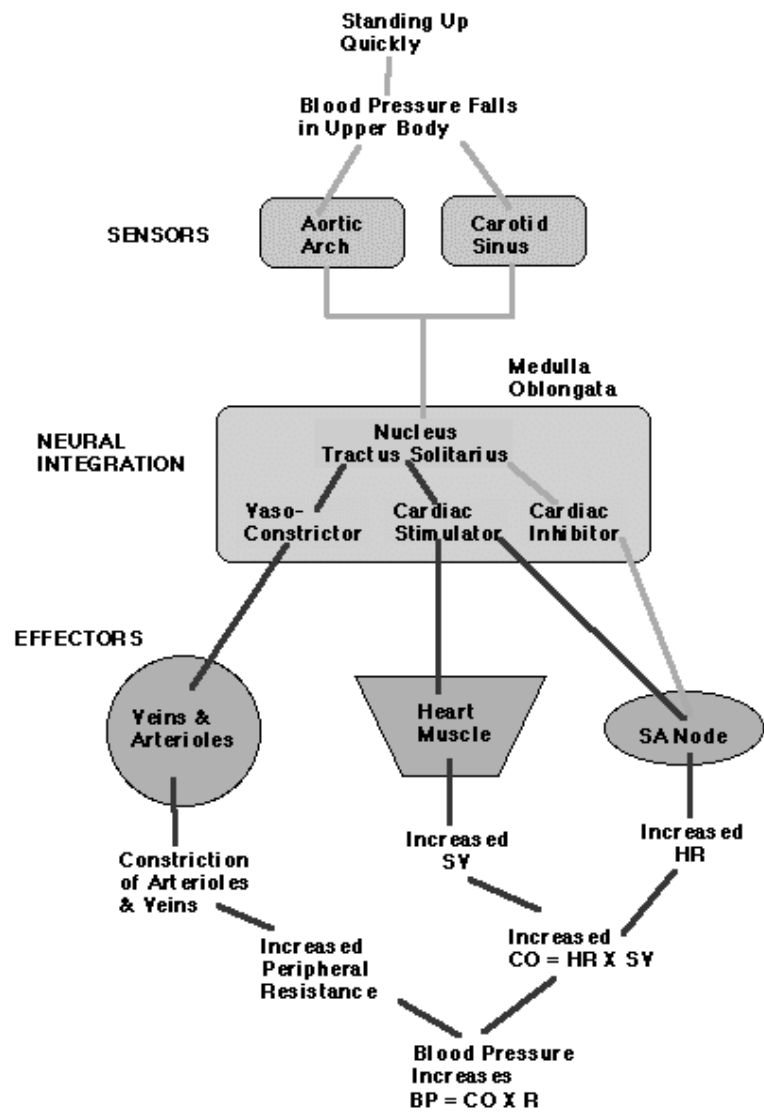 Standing Up
Quickly
Blood Pressure Falls
in Upper Body
SENSORS
Aortic
Arch
Carotid
Sinus
Medulla
Oblongata
NEURAL
INTEGRATION
Nucleus
Tractus Solitarius
Vaso-
Constrictor
Cardiac
Stimulator
Cardiac
Inhibitor
EFFECTORS
Veins &
Arterioles
Heart
Muscle
SA Node
Constriction
of Arterioles
& Veins
Increased
SV
Increased
HR
Increased
Peripheral
Resistance
Increased
CO = HR X SV
Blood Pressure
Increases
BP = CO X R